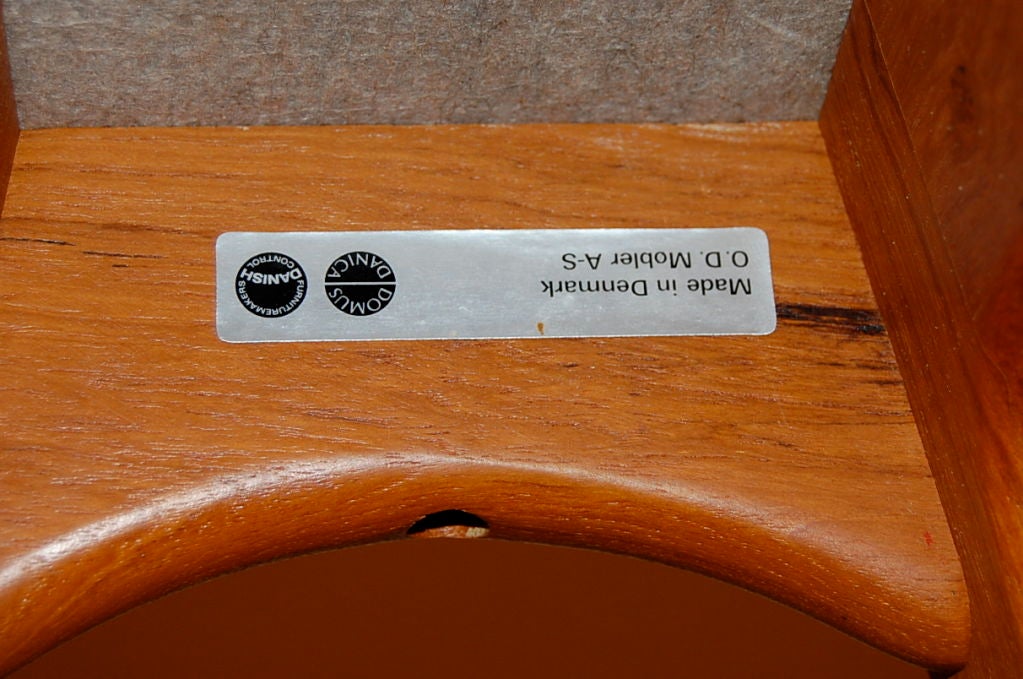 Made in Denmark
O.D. Mobler A-S
DOMUS
DANICA
DANISH
CONTROL
FURNITUREMAKERS